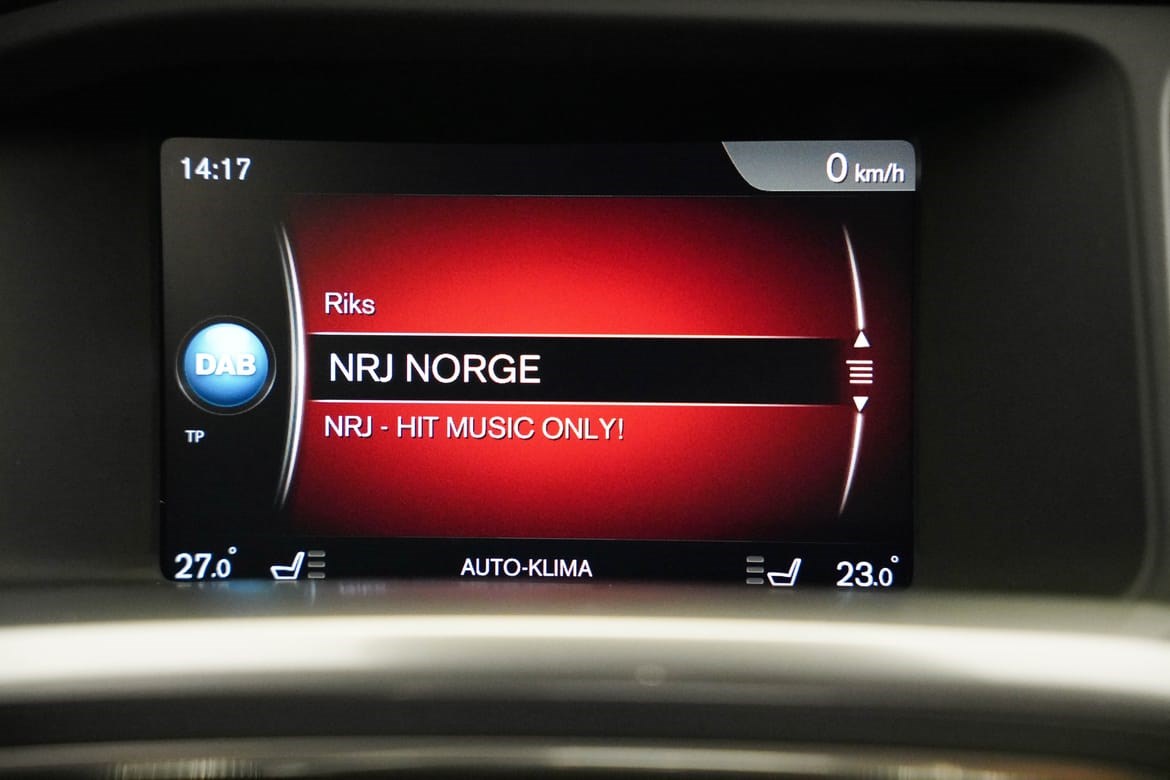 14:17
0 km/h
Riks
DAB
NRJ NORGE
TP
NRJ - HIT MUSIC ONLY!
27.0°
AUTO-KLIMA
23.0°